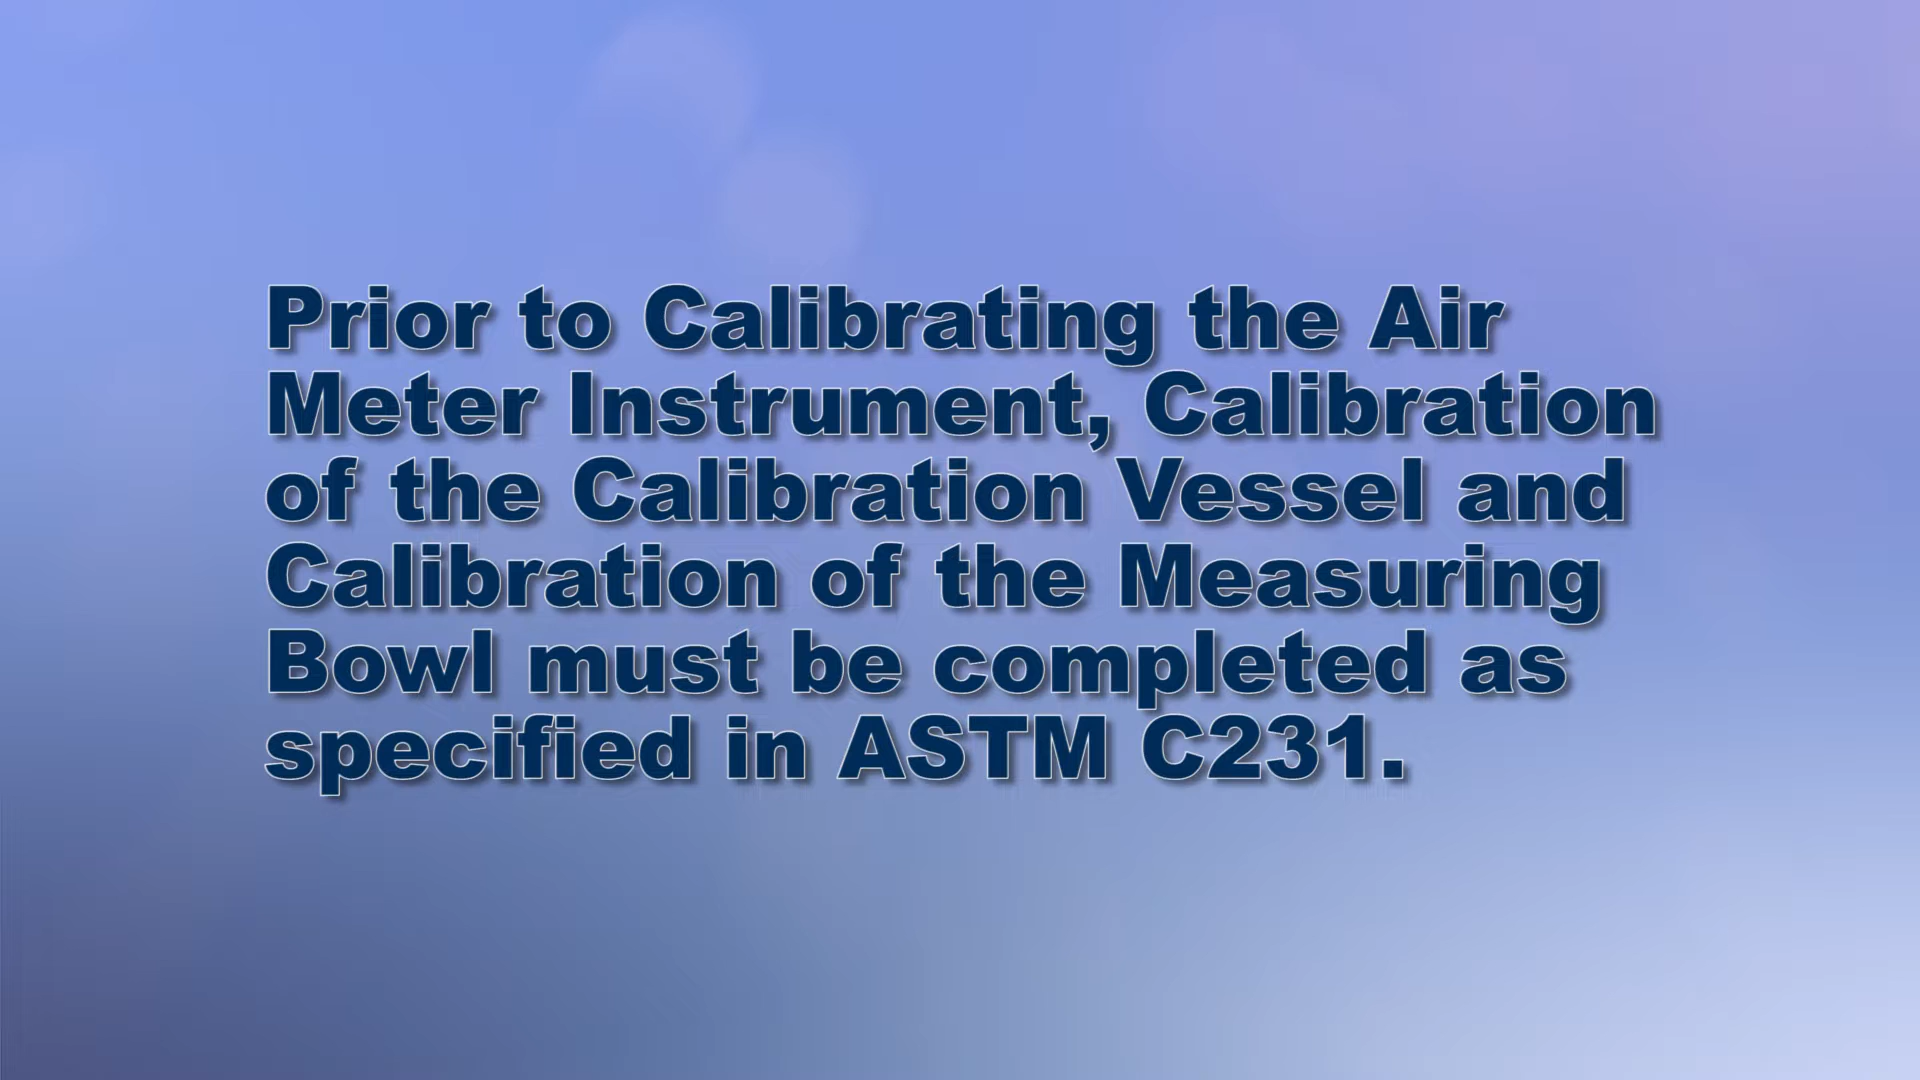 Prior to Calibrating the Air
Meter Instrument, Calibration
of the Calibration Vessel and
Calibration of the Measuring
Bowl must be completed as
specified in ASTM C231.